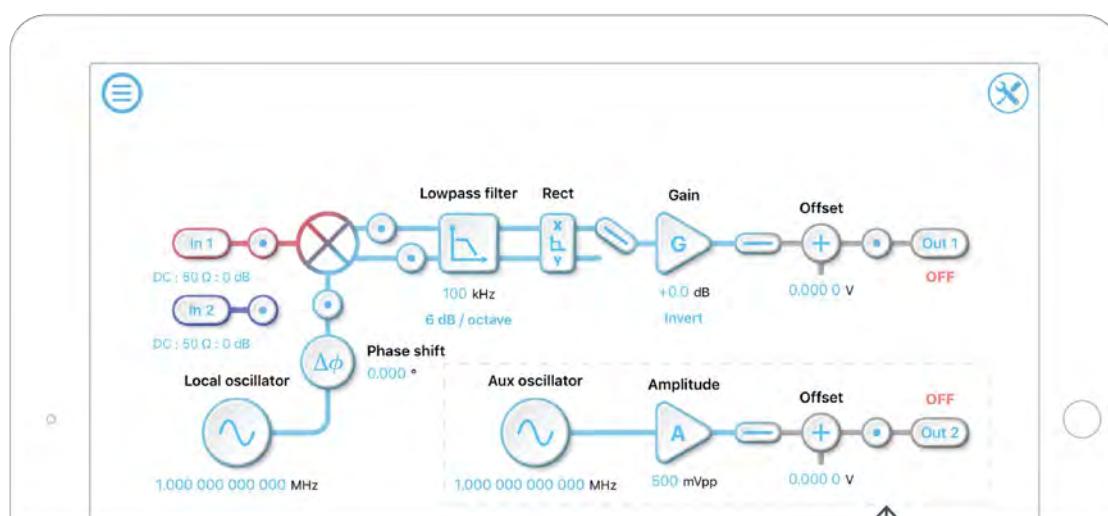 Lowpass filter
Rect
Gain
Offset
In 1
X
Y
G
Out 1
DC : 50 Ω : 0 dB
100 kHz
+0.0 dB
0.000 0 V
OFF
In 2
6 dB / octave
Invert
DC : 50 Ω : 0 dB
Δϕ
Phase shift
0.000 °
Local oscillator
Aux oscillator
Amplitude
Offset
OFF
A
Out 2
1.000 000 000 000 MHz
1.000 000 000 000 MHz
500 mVpp
0.000 0 V